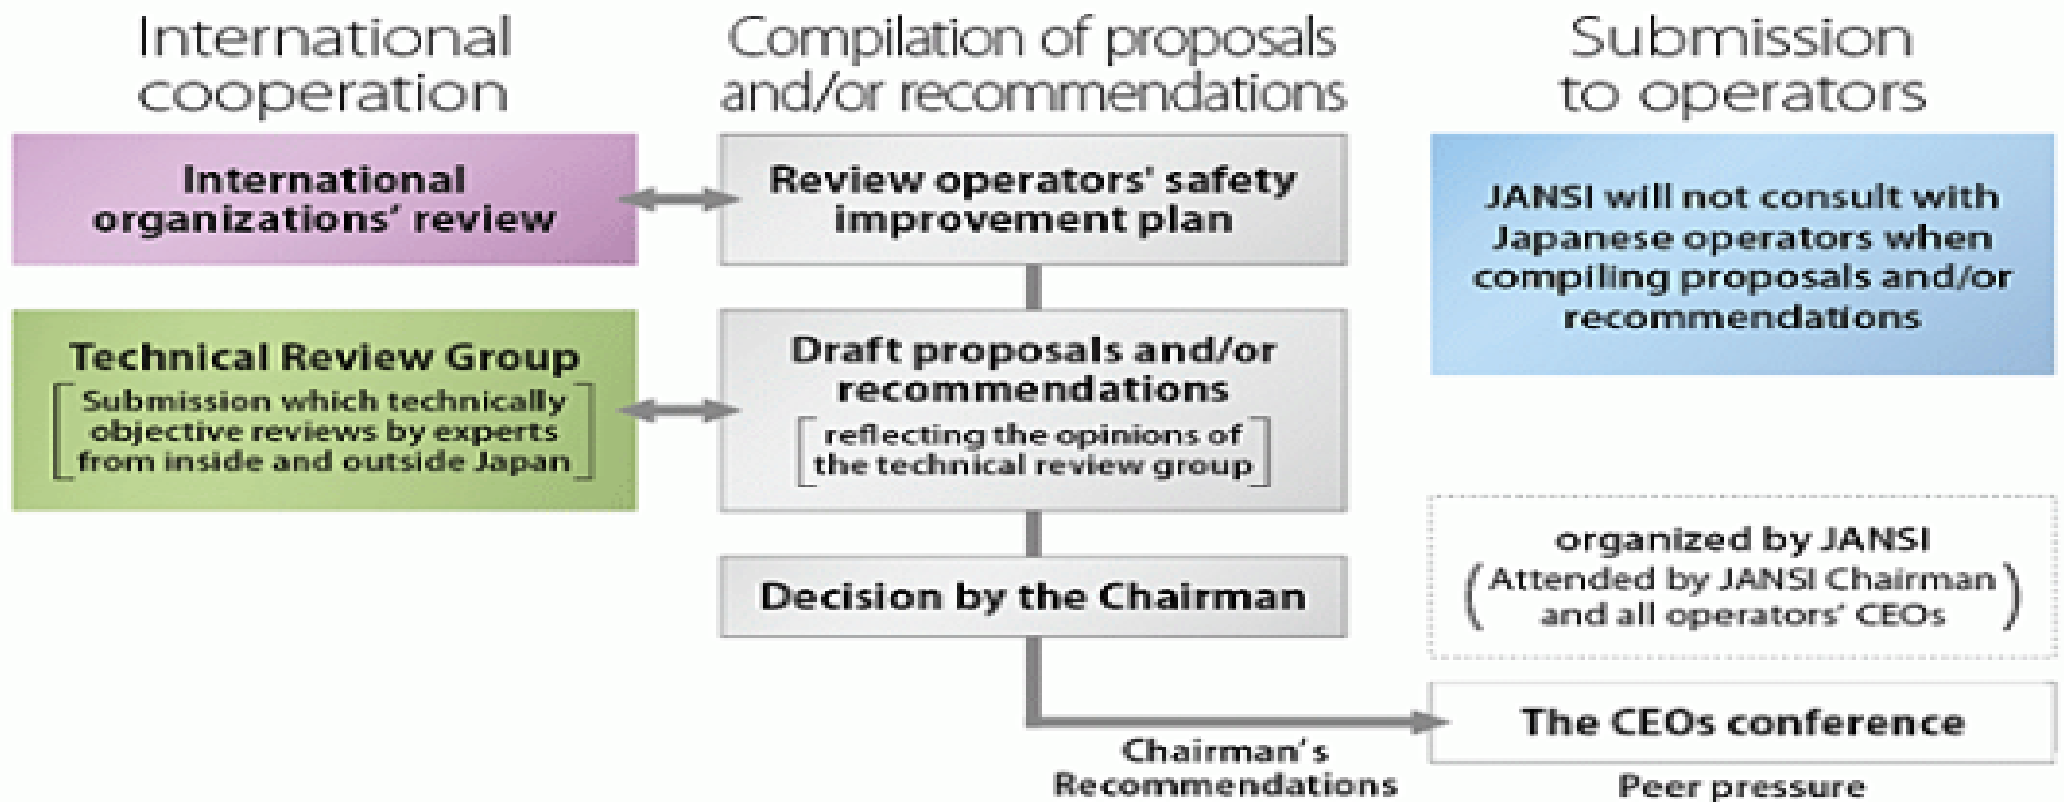 International
cooperation
Compilation of proposals
and/or recommendations
Submission
to operators
International
organizations’ review
Review operators' safety
improvement plan
JANSI will not consult with
Japanese operators when
compiling proposals and/or
recommendations
Technical Review Group
[Submission which technically
objective reviews by experts
from inside and outside Japan]
Draft proposals and/or
recommendations
[reflecting the opinions of
the technical review group]
organized by JANSI
(Attended by JANSI Chairman
and all operators’ CEOs)
Decision by the Chairman
The CEOs conference
Chairman’s
Recommendations
Peer pressure